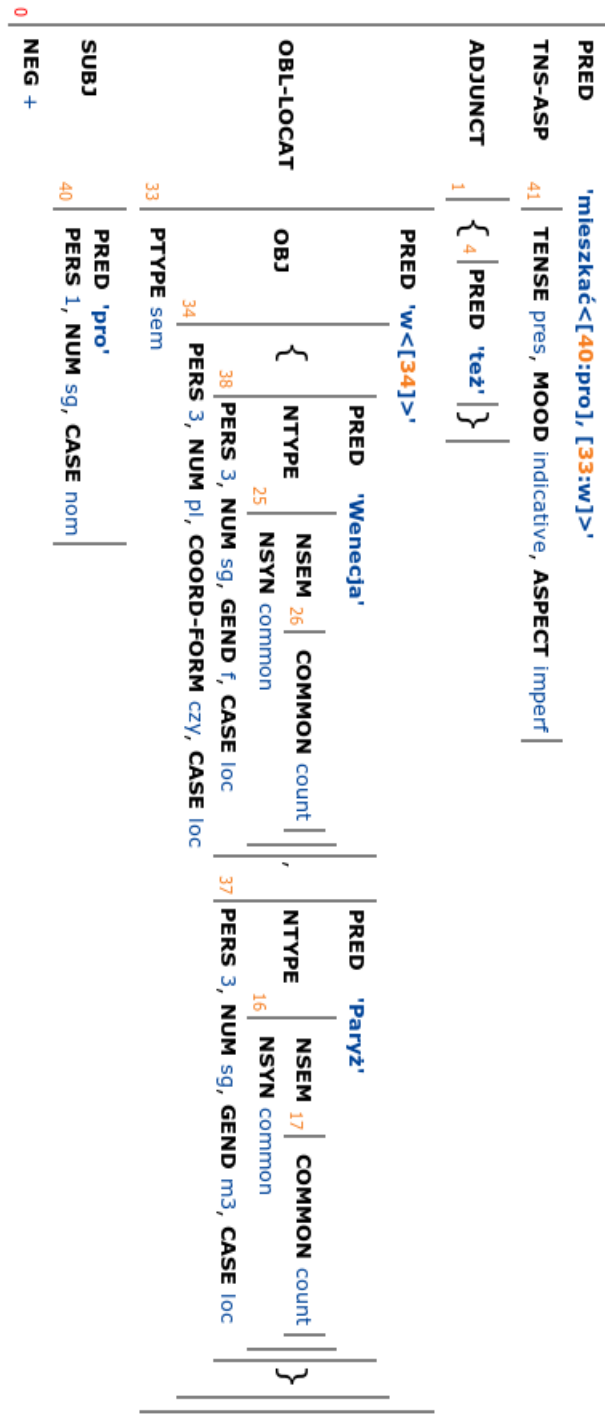 PRED 'mieszkać<[40:pro], [33:w]>'
TNS-ASP 41 TENSE pres, MOOD indicative, ASPECT imperf
ADJUNCT 1 { 4 PRED 'też' }
OBL-LOCAT
PRED 'w<[34]>'
OBJ
{
PRED 'Wenecja'
NTYPE
NSEM 26 COMMON count
25 NSYN common
38 PERS 3, NUM sg, GEND f, CASE loc
,
PRED 'Paryż'
NTYPE
NSEM 17 COMMON count
16 NSYN common
37 PERS 3, NUM sg, GEND m3, CASE loc
}
34 PERS 3, NUM pl, COORD-FORM czy, CASE loc
33 PTYPE sem
SUBJ
PRED 'pro'
40 PERS 1, NUM sg, CASE nom
0 NEG +